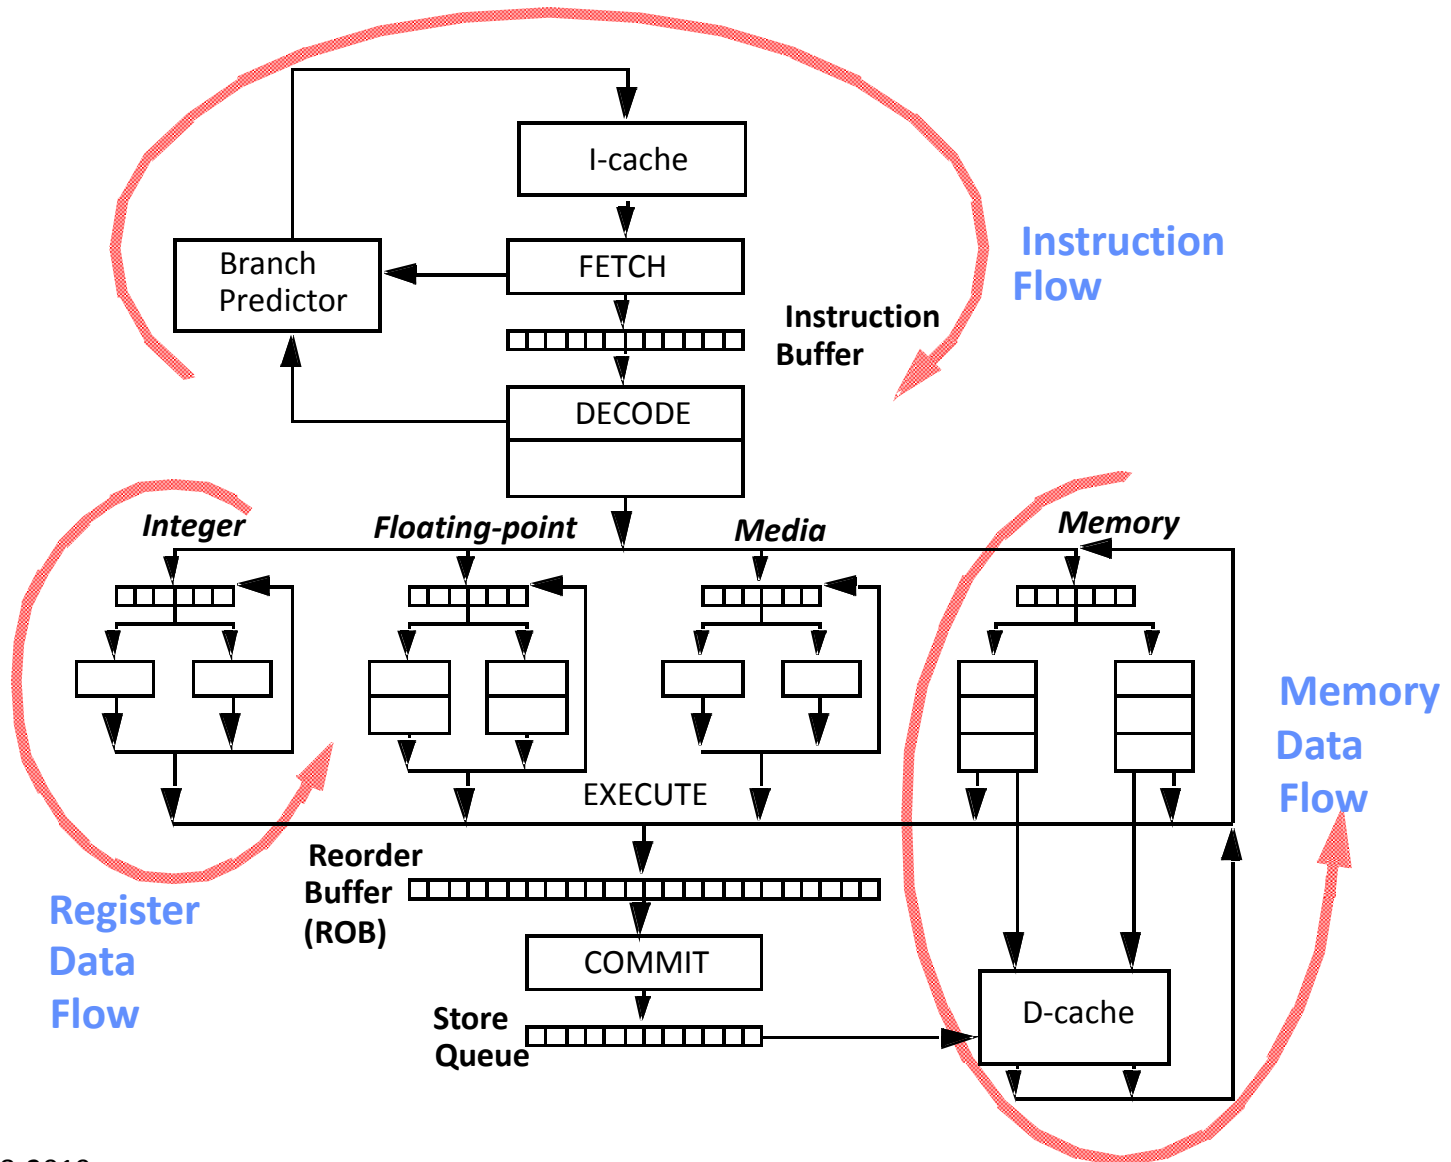 I-cache
Branch
Predictor
FETCH
Instruction
Flow
Instruction
Buffer
DECODE
Integer
Floating-point
Media
Memory
Memory
Data
Flow
EXECUTE
Reorder
Buffer
(ROB)
Register
Data
Flow
COMMIT
Store
Queue
D-cache